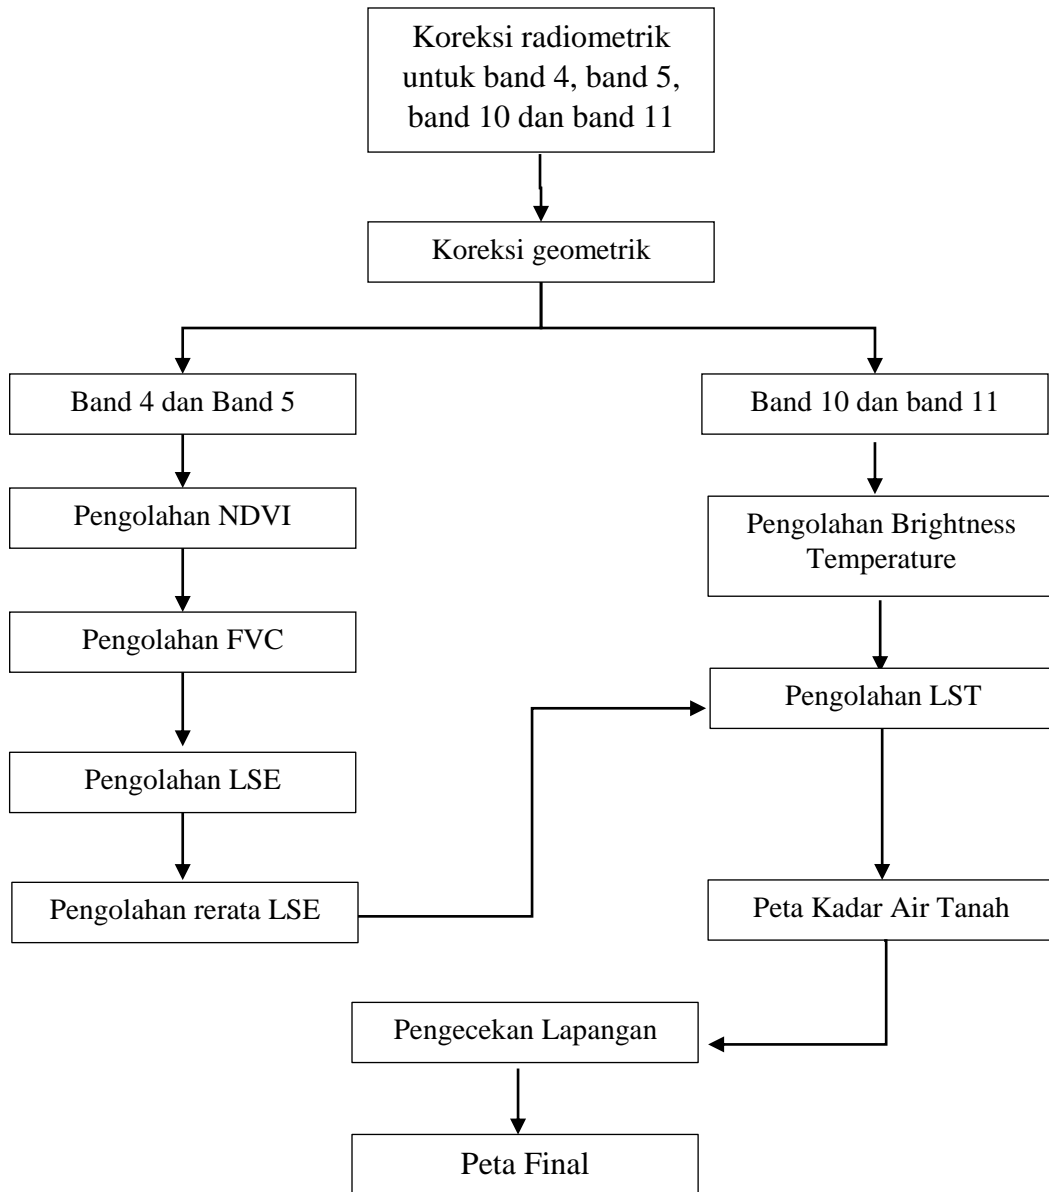 Koreksi radiometrik
untuk band 4, band 5,
band 10 dan band 11
Koreksi geometrik
Band 4 dan Band 5
Band 10 dan band 11
Pengolahan NDVI
Pengolahan Brightness
Temperature
Pengolahan FVC
Pengolahan LST
Pengolahan LSE
Pengolahan rerata LSE
Peta Kadar Air Tanah
Pengecekan Lapangan
Peta Final